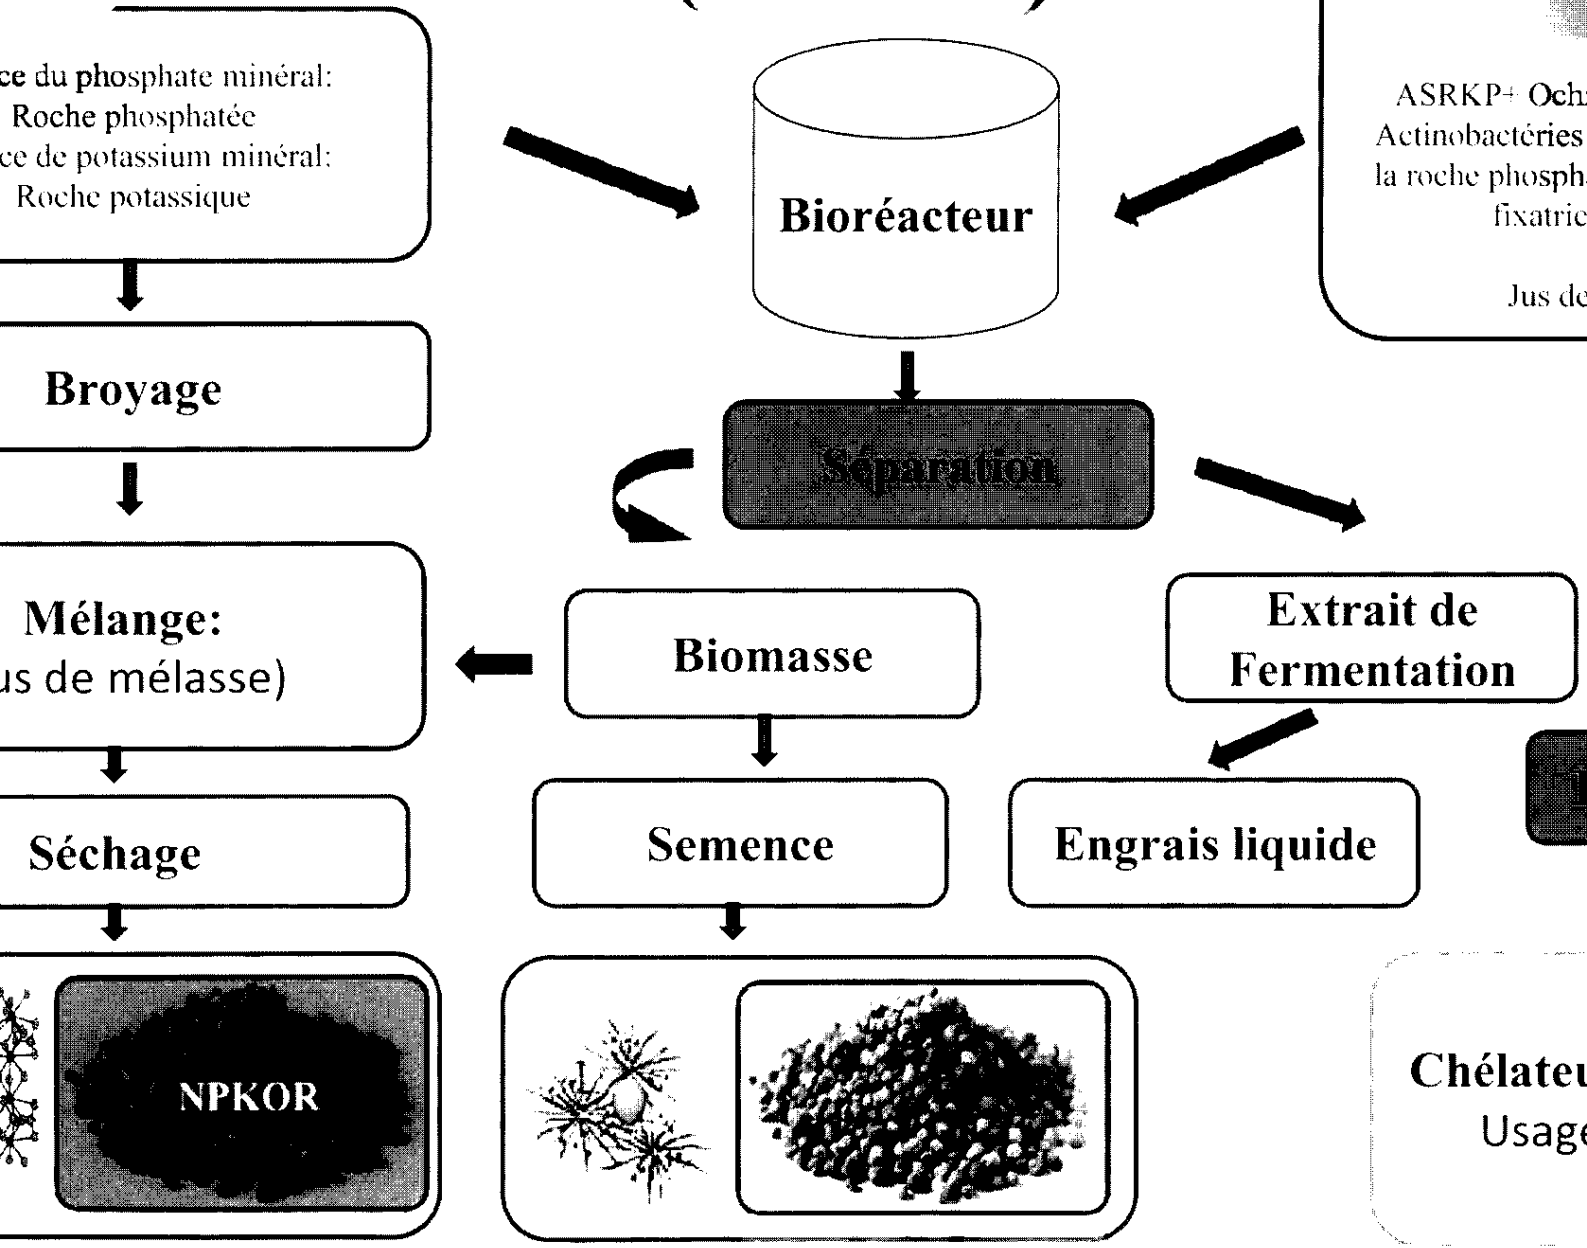 ce du phosphate minéral:
Roche phosphatée
ce de potassium minéral:
Roche potassique
Bioréacteur
ASRKP+ Och
Actinobactéries
la roche phosph
fixatric
Jus de
Broyage
Séparation
Mélange:
us de mélasse)
Biomasse
Extrait de
Fermentation
Séchage
Semence
Engrais liquide
NPKOR
Chélateu
Usage